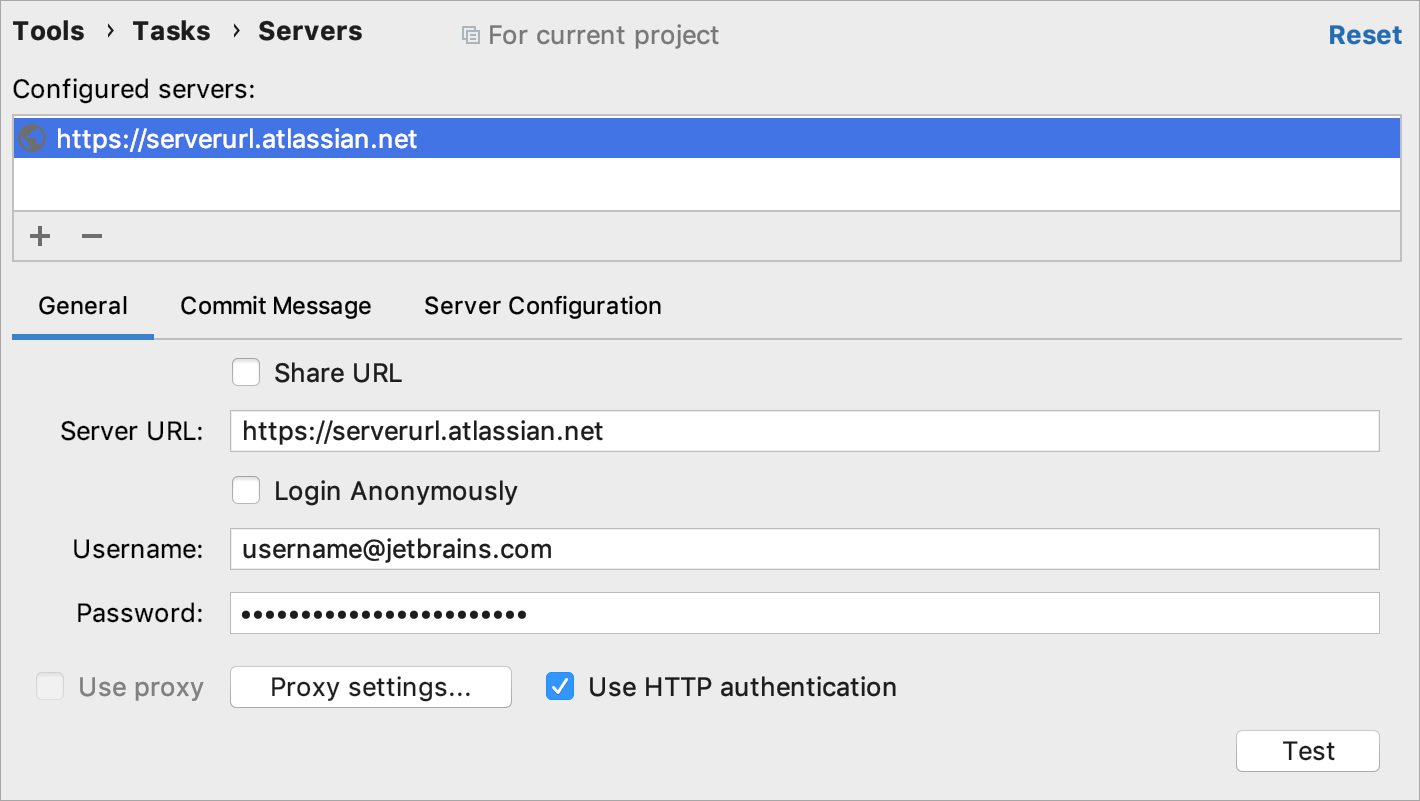 Tools › Tasks › Servers For current project Reset
Configured servers:
https://serverurl.atlassian.net
General Commit Message Server Configuration
Share URL
Server URL: https://serverurl.atlassian.net
Login Anonymously
Username: username@jetbrains.com
Password: ••••••••••••••••••••••••
Use proxy Proxy settings... Use HTTP authentication
Test